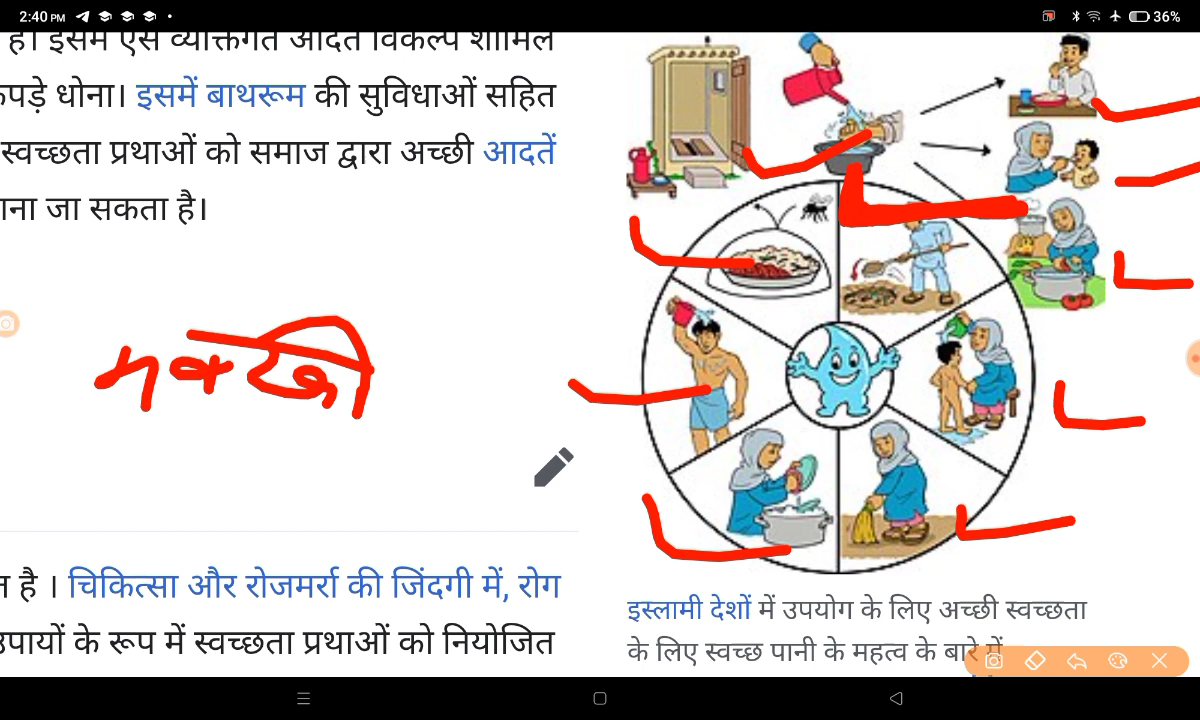 2:40 PM
36%
है। इसमें ऐसे व्यक्तिगत आदत विकल्प शामिल
कपड़े धोना। इसमें बाथरूम की सुविधाओं सहित
स्वच्छता प्रथाओं को समाज द्वारा अच्छी आदतें
माना जा सकता है।
है । चिकित्सा और रोजमर्रा की जिंदगी में, रोग
उपायों के रूप में स्वच्छता प्रथाओं को नियोजित
इस्लामी देशों में उपयोग के लिए अच्छी स्वच्छता
के लिए स्वच्छ पानी के महत्व के बारे में